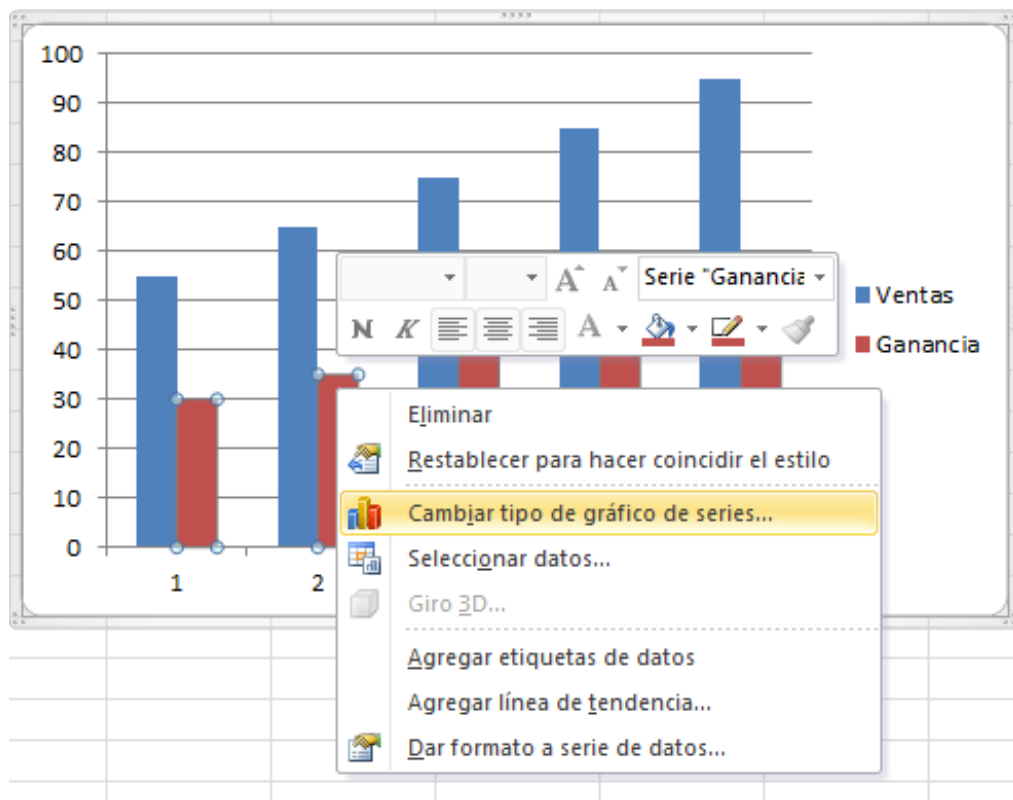 100
90
80
70
60
50
40
30
20
10
0
1
2
Ventas
Ganancia
A A Serie "Ganancia
N K A
Eliminar
Restablecer para hacer coincidir el estilo
Cambiar tipo de gráfico de series...
Seleccionar datos...
Giro 3D...
Agregar etiquetas de datos
Agregar línea de tendencia...
Dar formato a serie de datos...